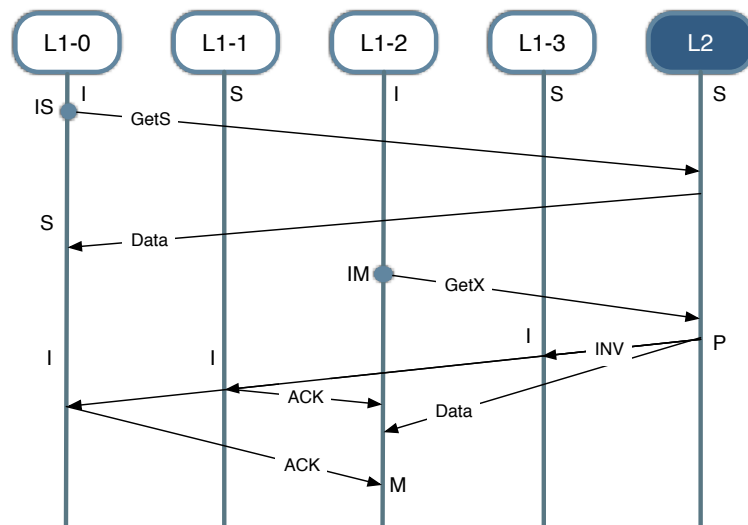 L1-0 L1-1 L1-2 L1-3 L2
I S I S S
IS
GetS
S
Data
IM
GetX
I
P
INV
I I
ACK
Data
ACK
M